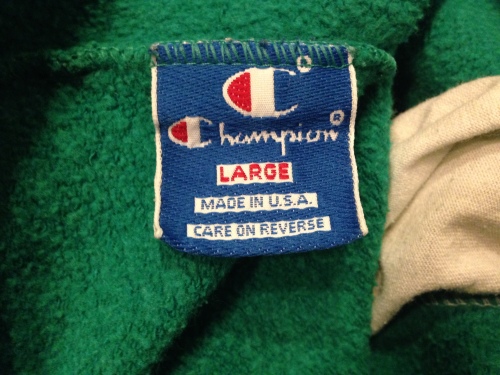 Champion®
LARGE
MADE IN U.S.A.
CARE ON REVERSE